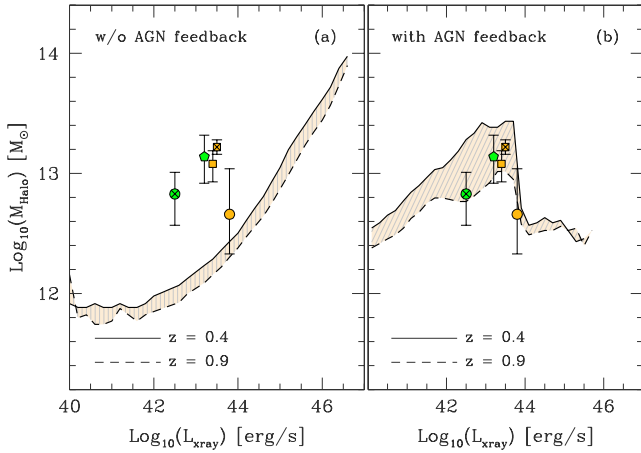 w/o AGN feedback (a)
with AGN feedback (b)
14
13
12
Log10(MHalo) [M⊙]
z = 0.4
z = 0.9
z = 0.4
z = 0.9
40 42 44 46
42 44 46
Log10(Lxray) [erg/s]
Log10(Lxray) [erg/s]